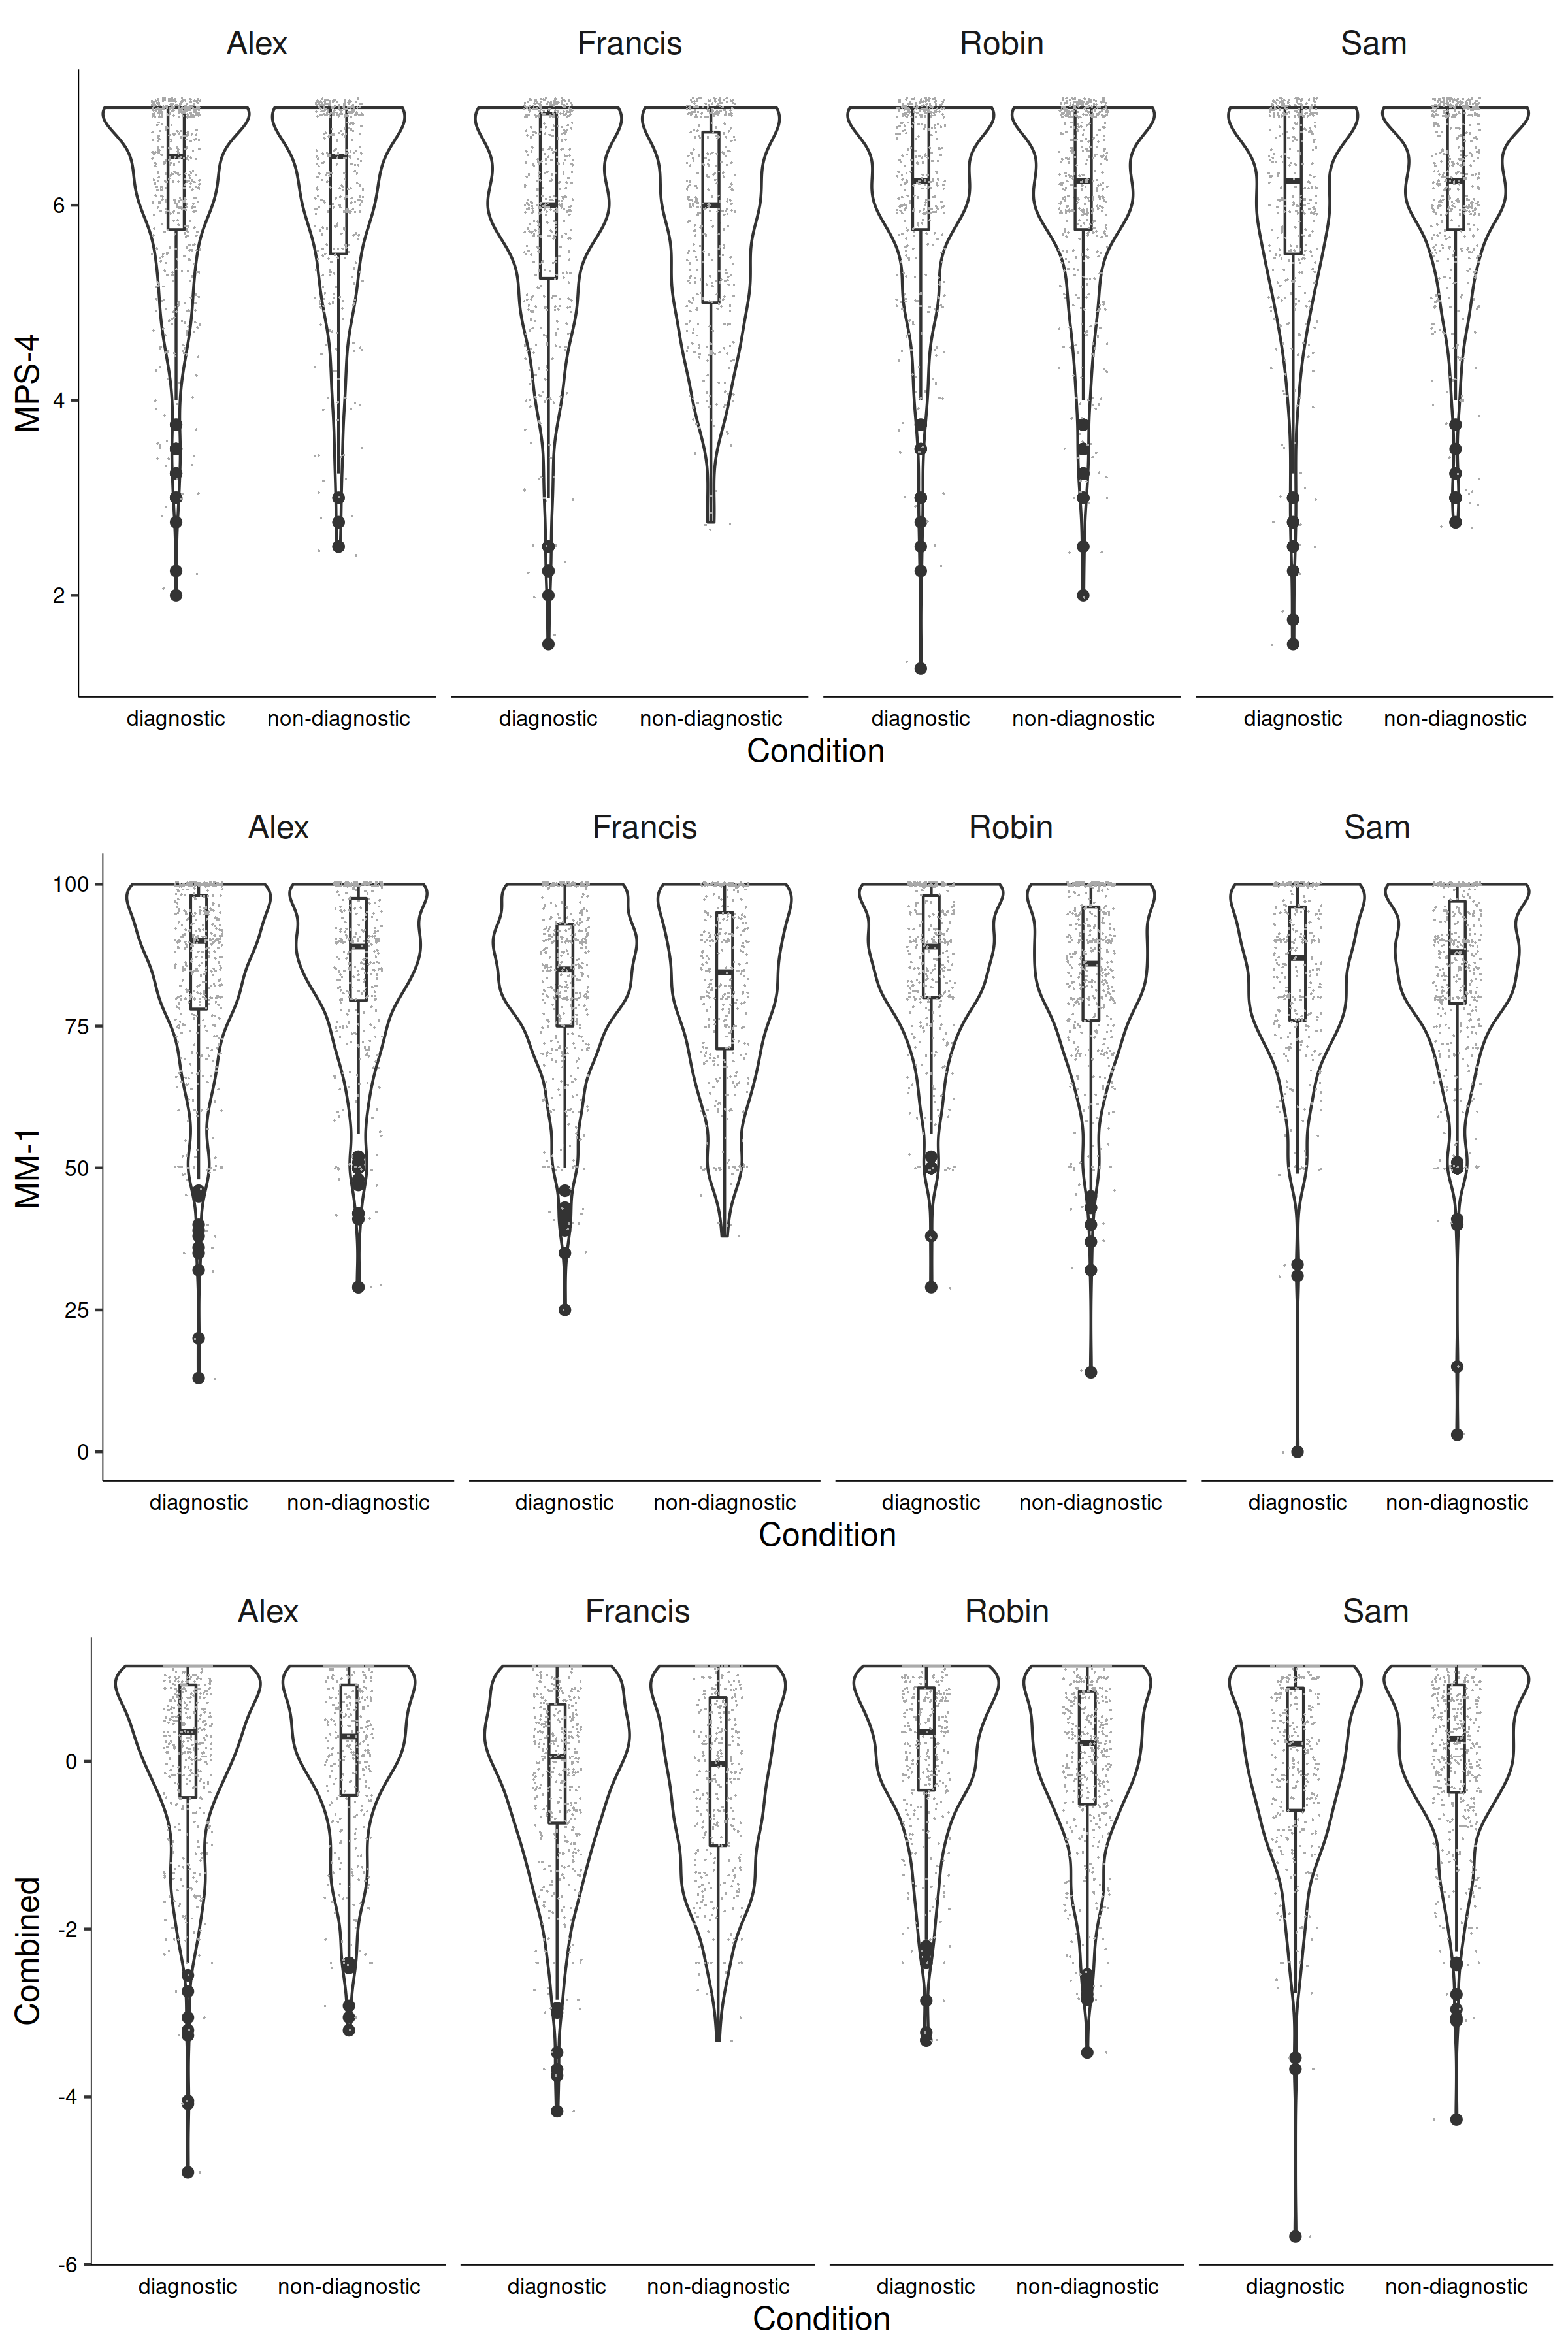 Alex Francis Robin Sam
MPS-4
6
4
2
diagnostic non-diagnostic diagnostic non-diagnostic diagnostic non-diagnostic diagnostic non-diagnostic
Condition
Alex Francis Robin Sam
MM-1
100
75
50
25
0
diagnostic non-diagnostic diagnostic non-diagnostic diagnostic non-diagnostic diagnostic non-diagnostic
Condition
Alex Francis Robin Sam
Combined
0
-2
-4
-6
diagnostic non-diagnostic diagnostic non-diagnostic diagnostic non-diagnostic diagnostic non-diagnostic
Condition